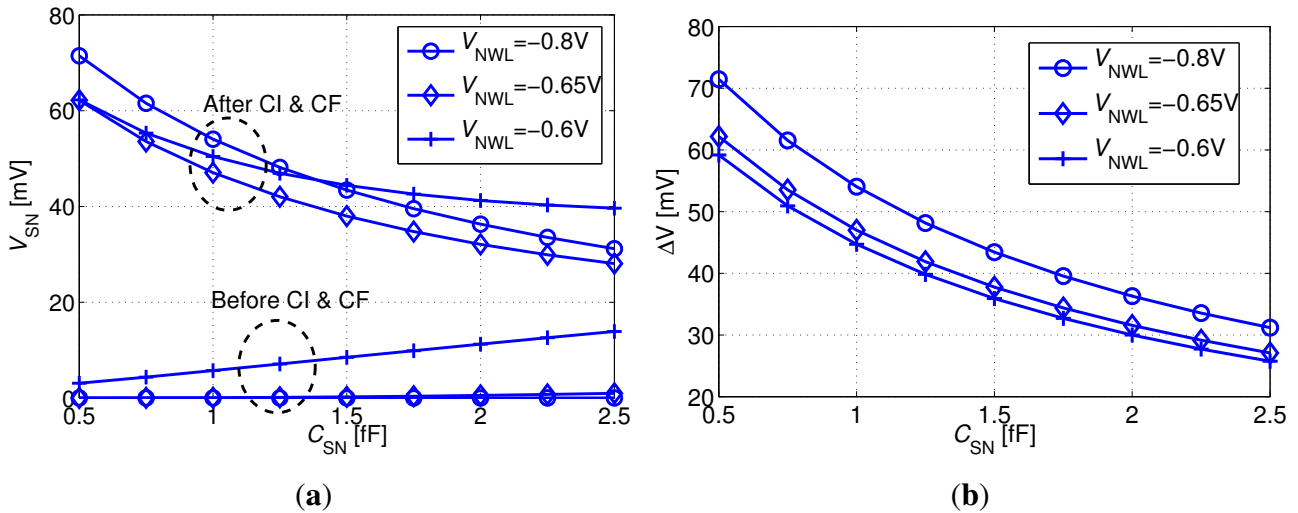 80
60
40
20
0
V_SN [mV]
0.5
1
1.5
2
2.5
C_SN [fF]
V_NWL=−0.8V
V_NWL=−0.65V
V_NWL=−0.6V
After CI & CF
Before CI & CF
(a)
80
70
60
50
40
30
20
ΔV [mV]
0.5
1
1.5
2
2.5
C_SN [fF]
V_NWL=−0.8V
V_NWL=−0.65V
V_NWL=−0.6V
(b)